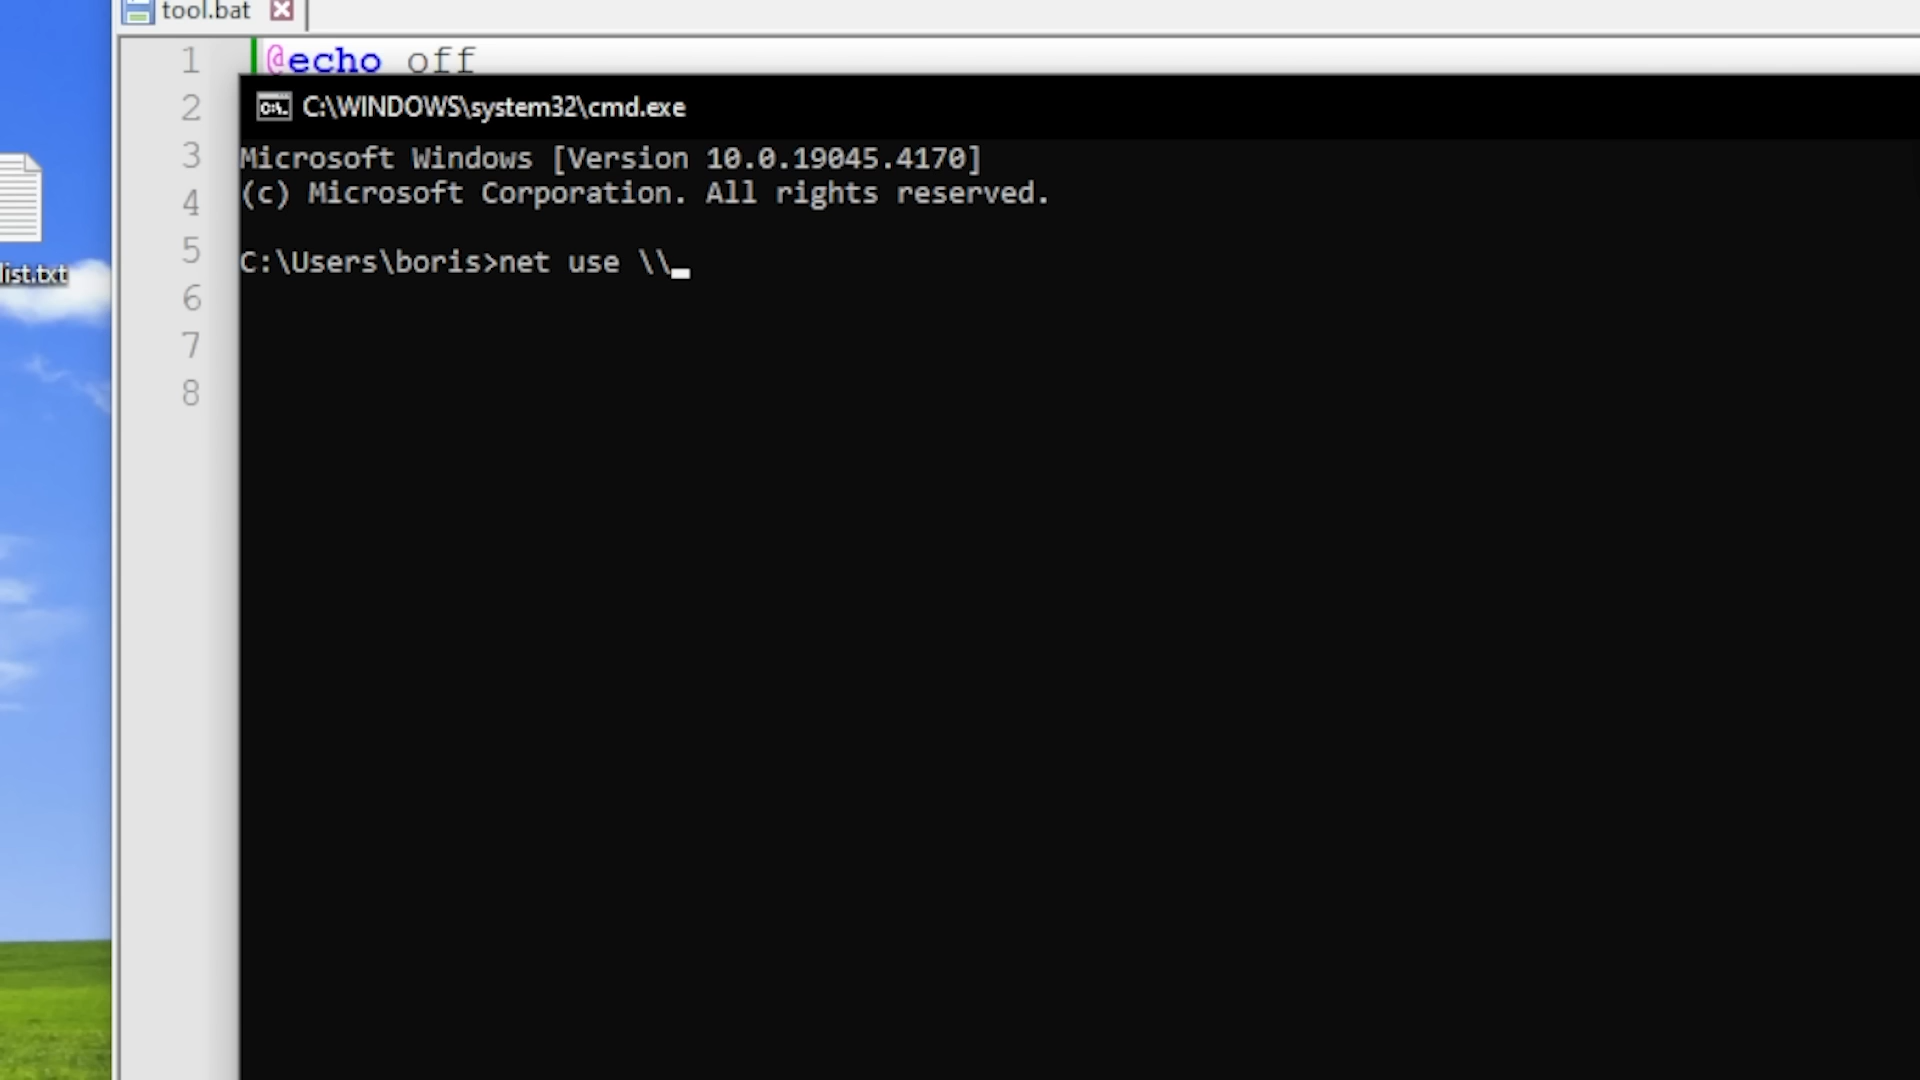 tool.bat
1 @echo off
2
3
4
5
6
7
8
C:\WINDOWS\system32\cmd.exe
Microsoft Windows [Version 10.0.19045.4170]
(c) Microsoft Corporation. All rights reserved.
C:\Users\boris>net use \\
list.txt